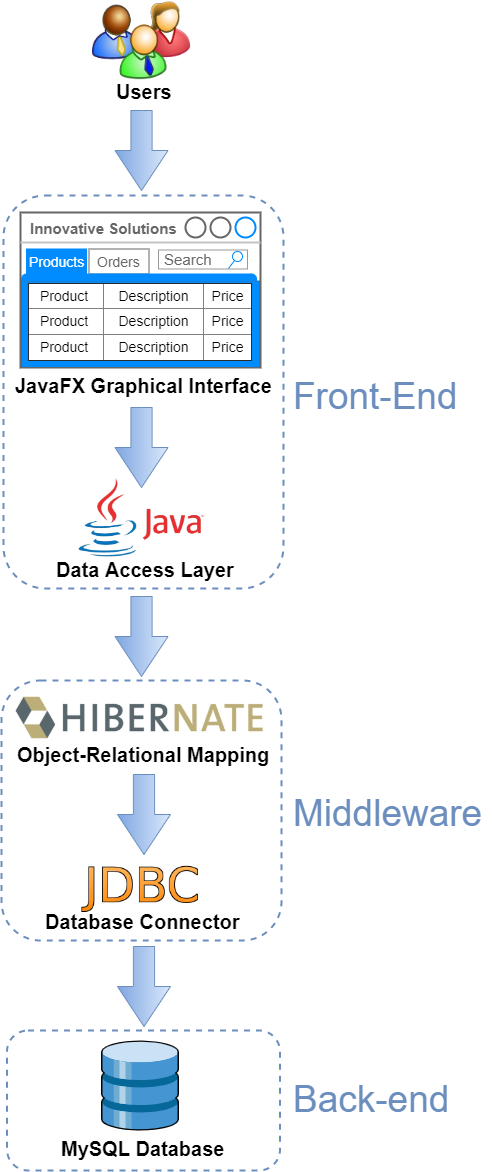 Users
Innovative Solutions
Products Orders Search
Product Description Price
Product Description Price
Product Description Price
JavaFX Graphical Interface
Front-End
Java
Data Access Layer
HIBERNATE
Object-Relational Mapping
Middleware
JDBC
Database Connector
Back-end
MySQL Database